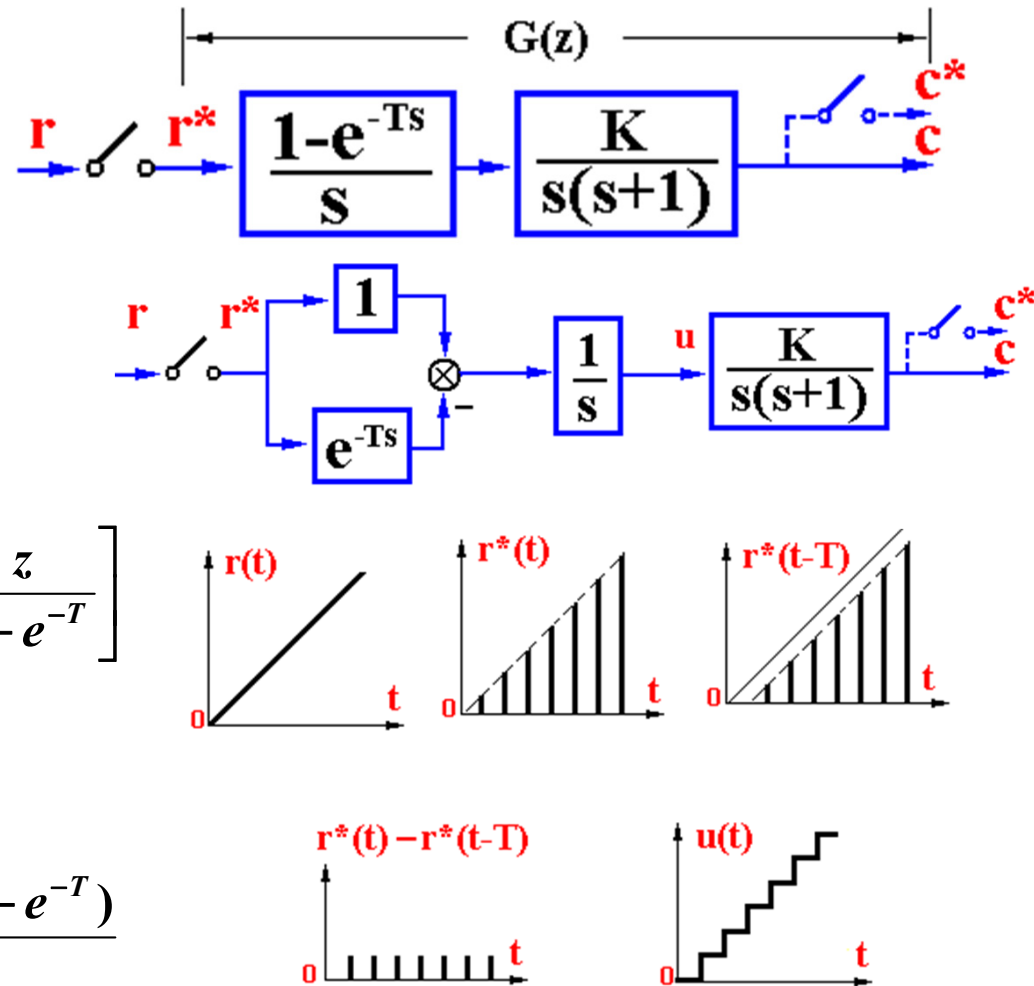 G(z)
r r* 1-e^-Ts / s K / s(s+1) c* c
r r* 1 e^-Ts − 1 / s u K / s(s+1) c* c
z / - e^-T ]
r(t) 0 t
r*(t) 0 t
r*(t-T) 0 t
- e^-T )
r*(t) − r*(t-T) 0 t
u(t) 0 t